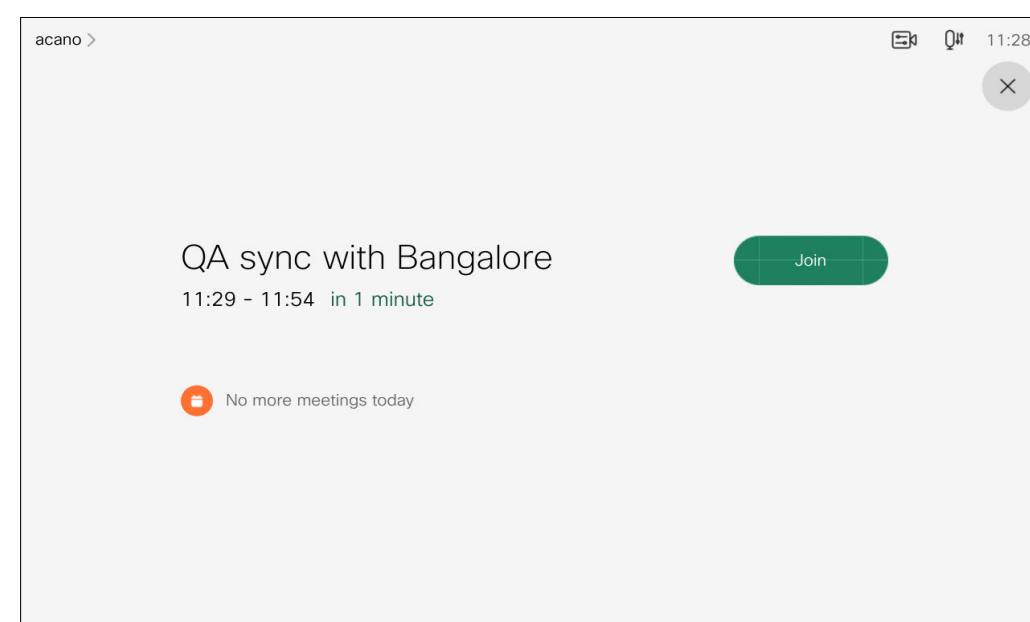 acano
11:28
QA sync with Bangalore
Join
11:29 - 11:54 in 1 minute
No more meetings today